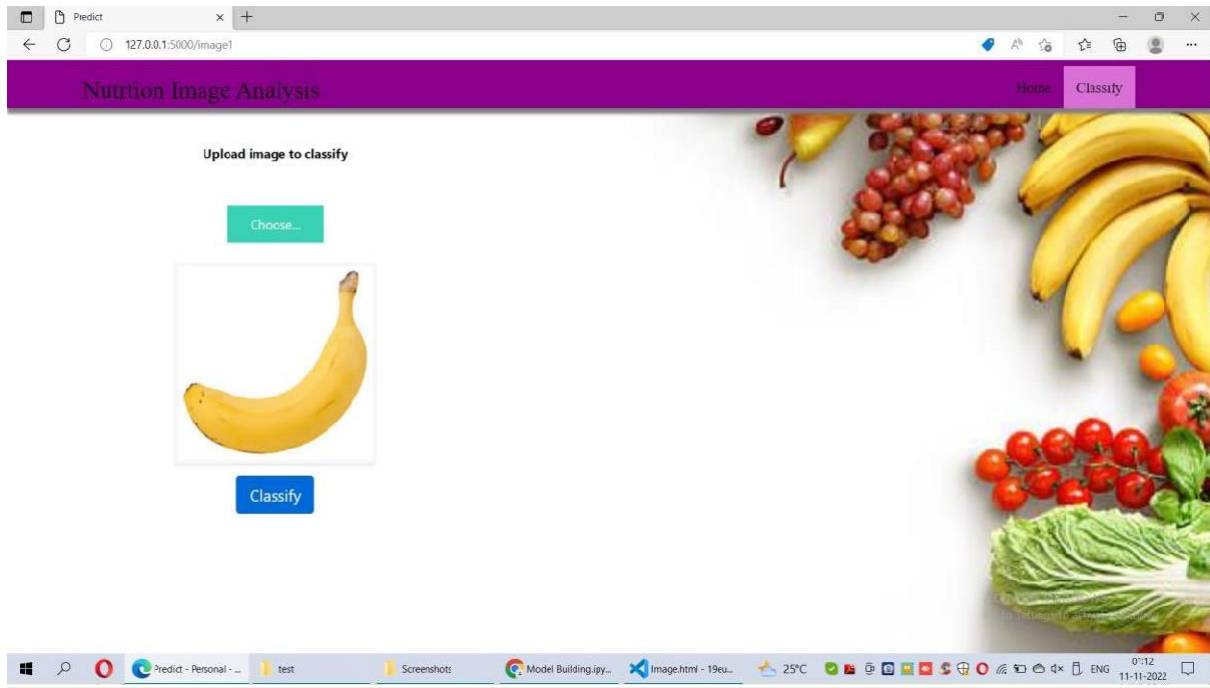 Predict
127.0.0.1:5000/image1
Nutrtion Image Analysis
Home
Classify
Upload image to classify
Choose...
Classify
Predict - Personal - ...
test
Screenshots
Model Building.ipy...
Image.html - 19eu...
25°C
ENG
01:12
11-11-2022